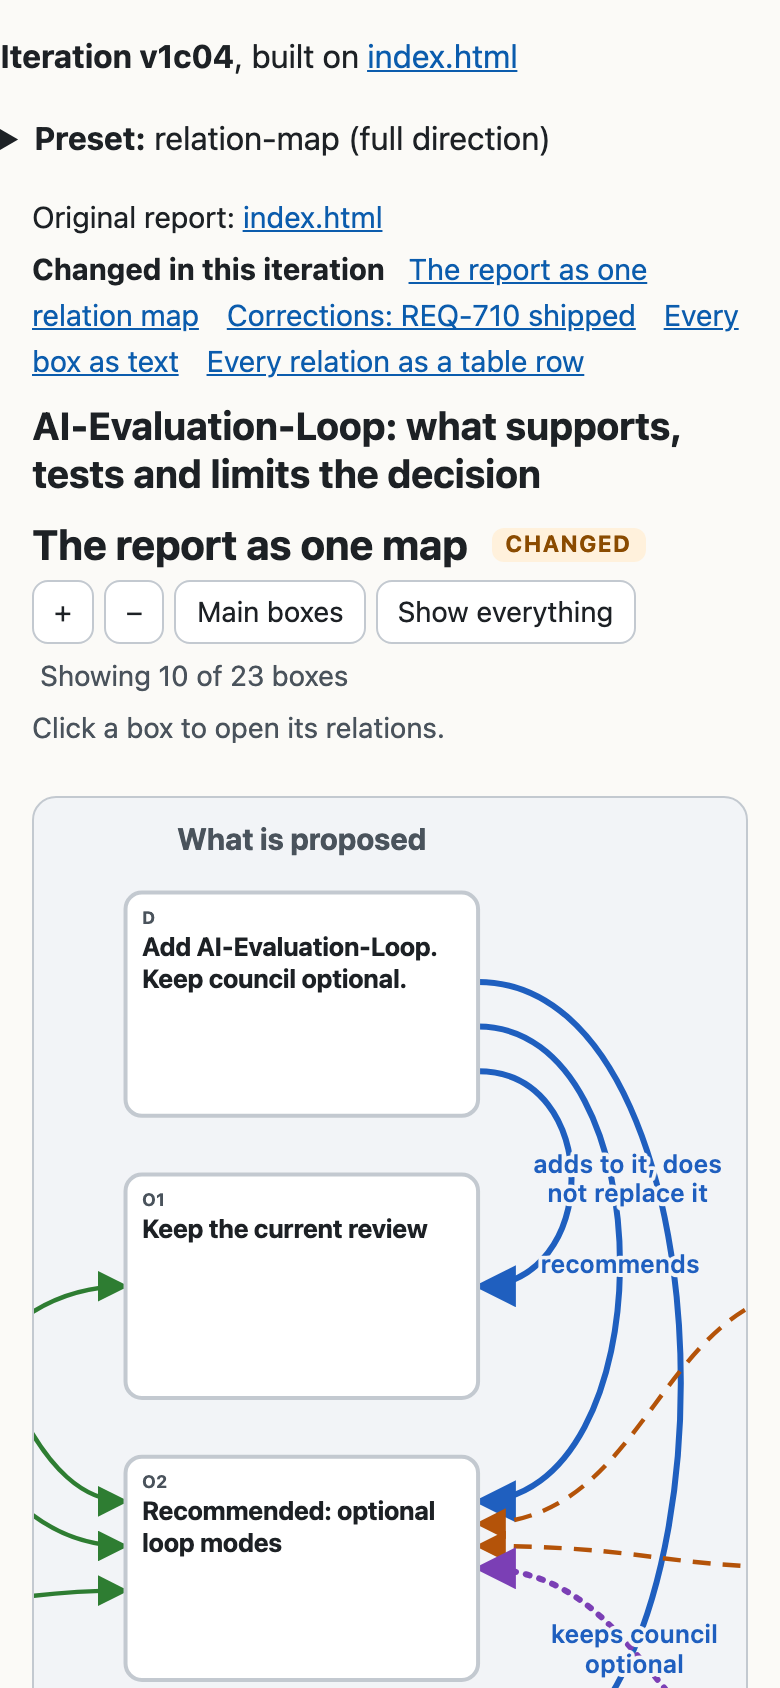 Iteration v1c04, built on index.html
▶ Preset: relation-map (full direction)
Original report: index.html
Changed in this iteration The report as one
relation map Corrections: REQ-710 shipped Every
box as text Every relation as a table row
AI-Evaluation-Loop: what supports,
tests and limits the decision
The report as one map CHANGED
+ − Main boxes Show everything
Showing 10 of 23 boxes
Click a box to open its relations.
What is proposed
D
Add AI-Evaluation-Loop.
Keep council optional.
adds to it, does
not replace it
O1
Keep the current review
recommends
O2
Recommended: optional
loop modes
keeps council
optional